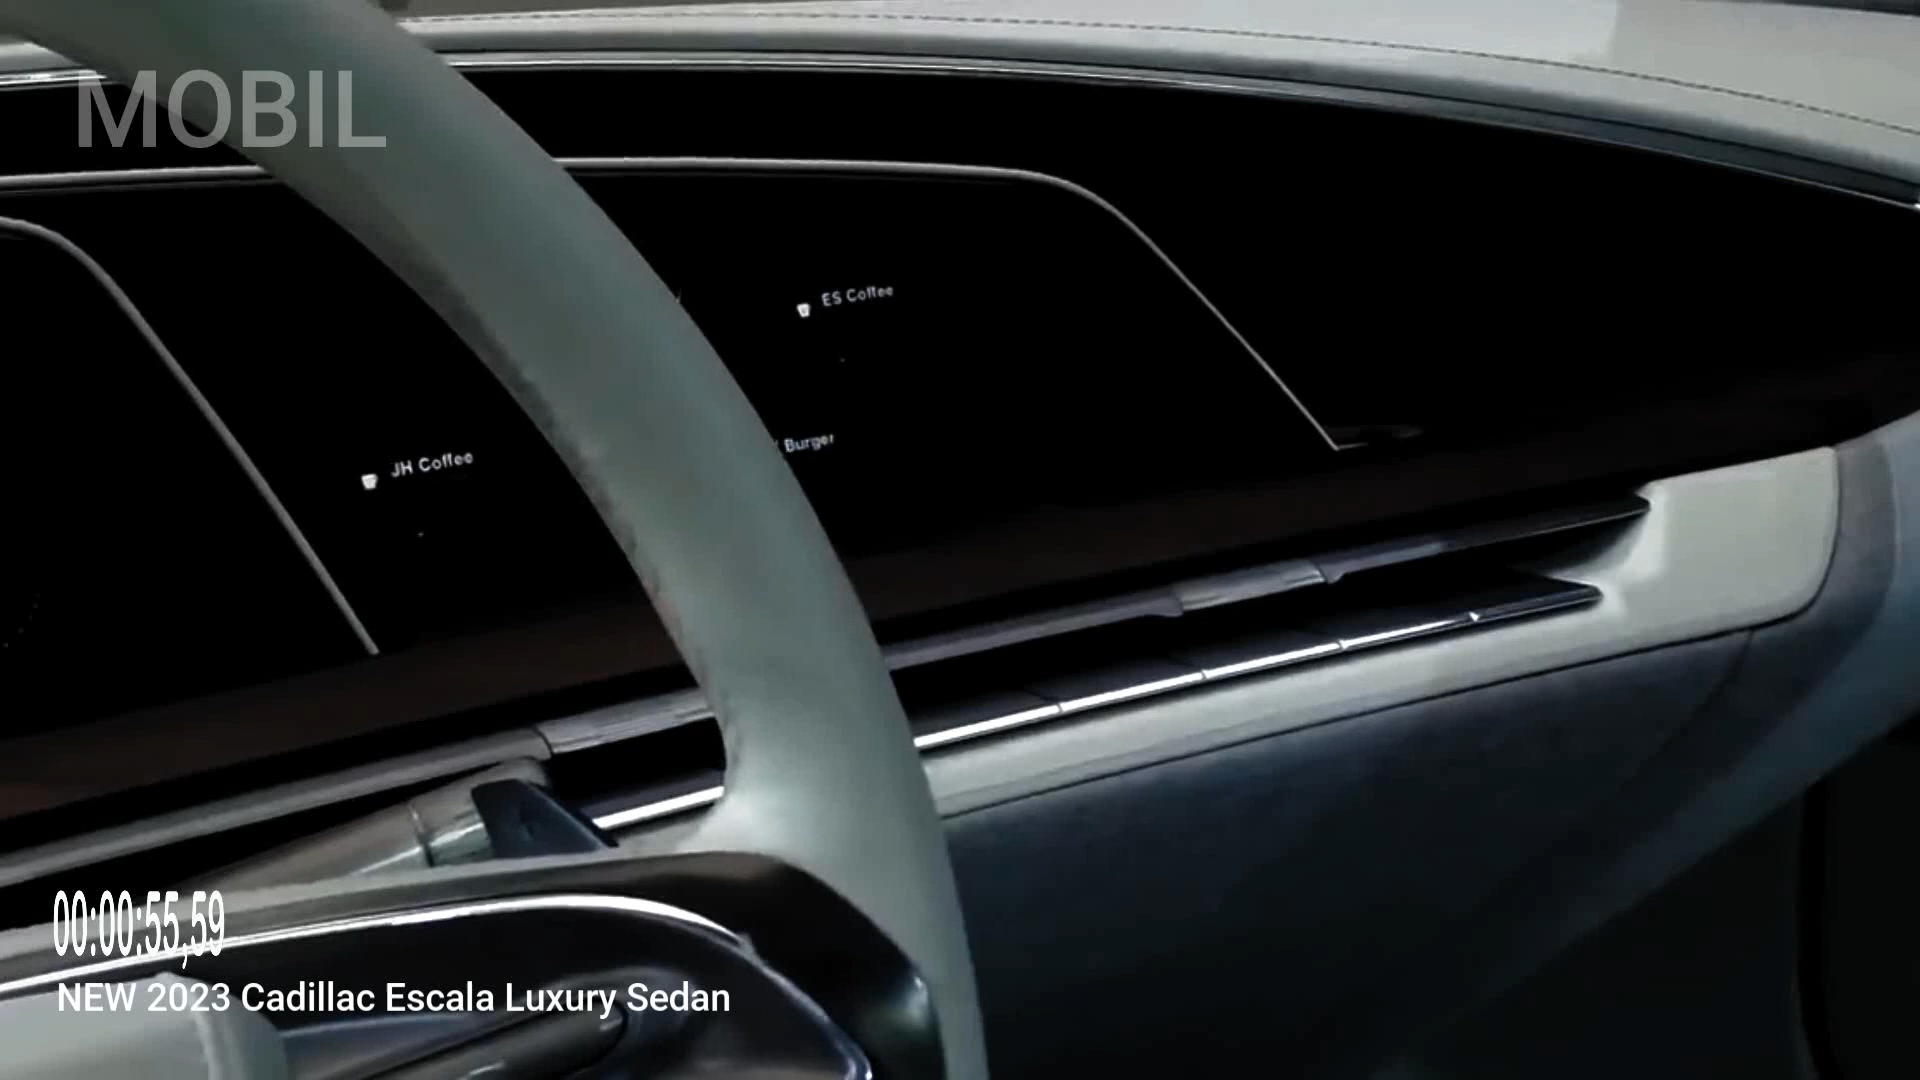 MOBIL
ES Coffee
Burger
JH Coffee
00:00:55,59
NEW 2023 Cadillac Escala Luxury Sedan